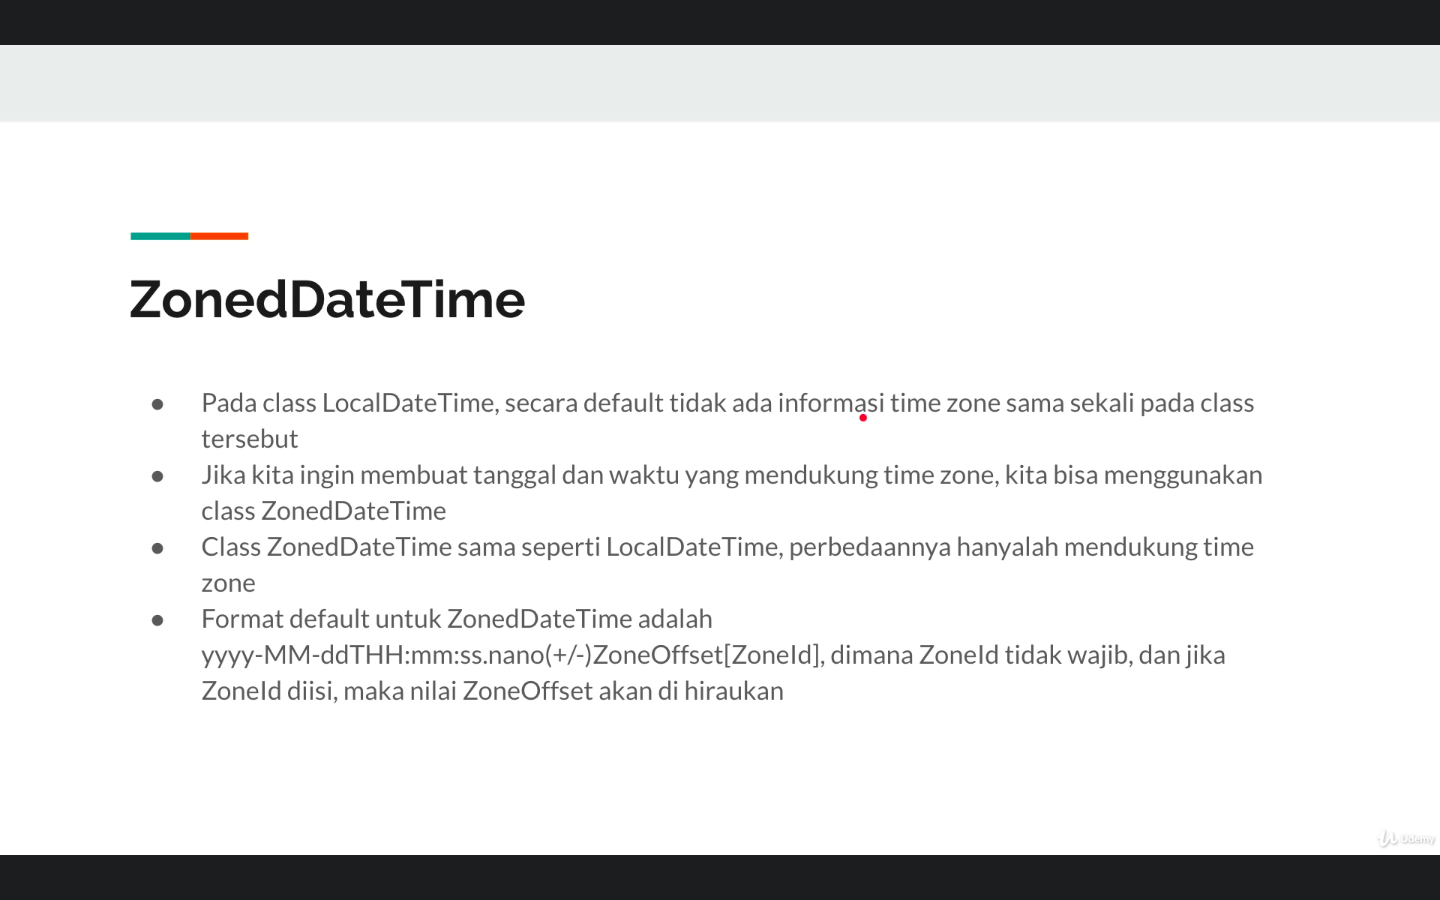 ZonedDateTime
● Pada class LocalDateTime, secara default tidak ada informasi time zone sama sekali pada class
tersebut
● Jika kita ingin membuat tanggal dan waktu yang mendukung time zone, kita bisa menggunakan
class ZonedDateTime
● Class ZonedDateTime sama seperti LocalDateTime, perbedaannya hanyalah mendukung time
zone
● Format default untuk ZonedDateTime adalah
yyyy-MM-ddTHH:mm:ss.nano(+/-)ZoneOffset[ZoneId], dimana ZoneId tidak wajib, dan jika
ZoneId diisi, maka nilai ZoneOffset akan di hiraukan
Udemy